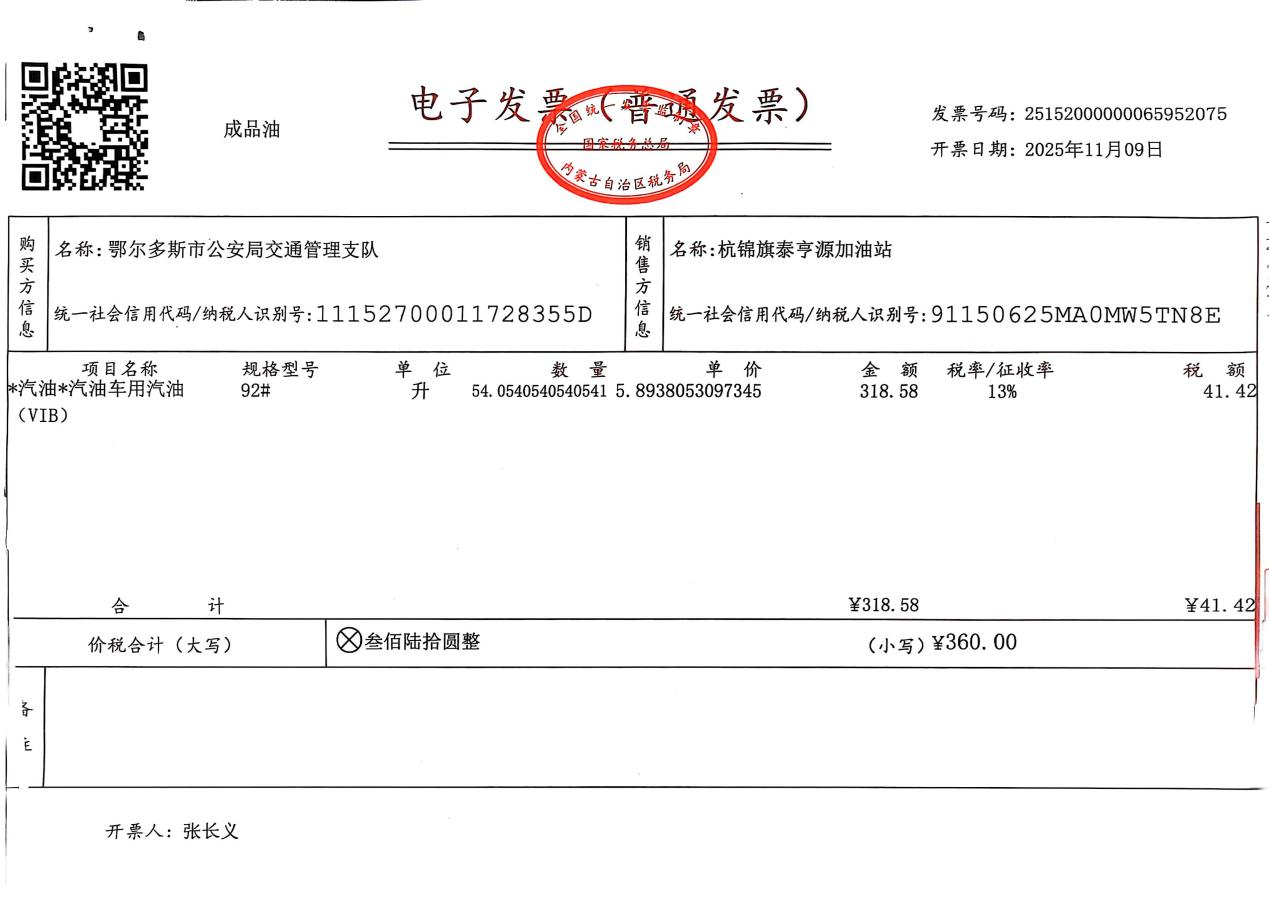 电子发票（普通发票）
成品油
全国统一发票监制章
国家税务总局
内蒙古自治区税务局
发票号码：25152000000065952075
开票日期：2025年11月09日
购买方信息
名称：鄂尔多斯市公安局交通管理支队
统一社会信用代码/纳税人识别号：11152700011728355D
销售方信息
名称：杭锦旗泰亨源加油站
统一社会信用代码/纳税人识别号：91150625MA0MW5TN8E
项目名称 规格型号 单位 数量 单价 金额 税率/征收率 税额
*汽油*汽油车用汽油 92# 升 54.0540540540541 5.8938053097345 318.58 13% 41.42
（VIB）
合计 ¥318.58 ¥41.42
价税合计（大写） ⊗叁佰陆拾圆整 （小写）¥360.00
备注
开票人：张长义